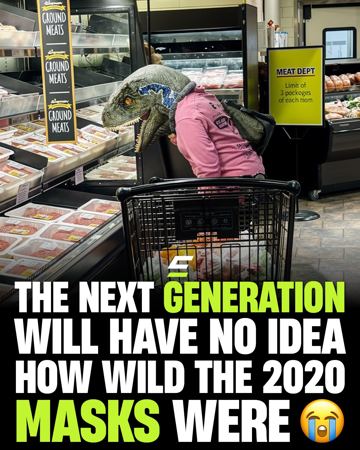 GROUND
MEATS
GROUND
MEATS
GROUND
MEATS
MEAT DEPT
Limit of
3 packages
of each item.
THE NEXT GENERATION
WILL HAVE NO IDEA
HOW WILD THE 2020
MASKS WERE 😭